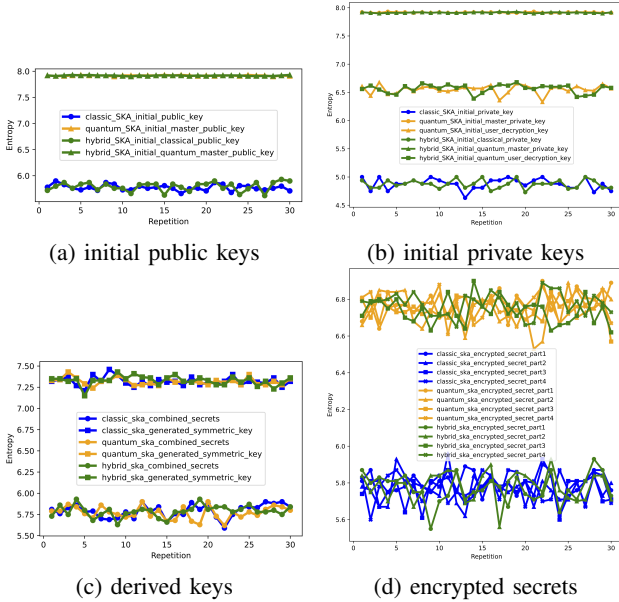 8.0
7.5
7.0
6.5
6.0
Entropy
classic_SKA_initial_public_key
quantum_SKA_initial_master_public_key
hybrid_SKA_initial_classical_public_key
hybrid_SKA_initial_quantum_master_public_key
0 5 10 15 20 25 30
Repetition
(a) initial public keys
8.0
7.5
7.0
6.5
6.0
5.5
5.0
4.5
Entropy
classic_SKA_initial_private_key
quantum_SKA_initial_master_private_key
quantum_SKA_initial_user_decryption_key
hybrid_SKA_initial_classical_private_key
hybrid_SKA_initial_quantum_master_private_key
hybrid_SKA_initial_quantum_user_decryption_key
0 5 10 15 20 25 30
Repetition
(b) initial private keys
7.50
7.25
7.00
6.75
6.50
6.25
6.00
5.75
5.50
Entropy
classic_ska_combined_secrets
classic_ska_generated_symmetric_key
quantum_ska_combined_secrets
quantum_ska_generated_symmetric_key
hybrid_ska_combined_secrets
hybrid_ska_generated_symmetric_key
0 5 10 15 20 25 30
Repetition
(c) derived keys
6.8
6.6
6.4
6.2
6.0
5.8
5.6
Entropy
classic_ska_encrypted_secret_part1
classic_ska_encrypted_secret_part2
classic_ska_encrypted_secret_part3
classic_ska_encrypted_secret_part4
quantum_ska_encrypted_secret_part1
quantum_ska_encrypted_secret_part2
quantum_ska_encrypted_secret_part3
quantum_ska_encrypted_secret_part4
hybrid_ska_encrypted_secret_part1
hybrid_ska_encrypted_secret_part2
hybrid_ska_encrypted_secret_part3
hybrid_ska_encrypted_secret_part4
0 5 10 15 20 25 30
Repetition
(d) encrypted secrets